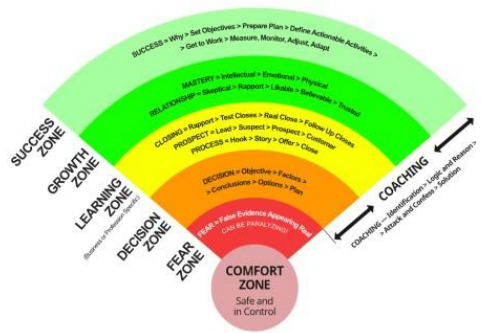 SUCCESS = Why > Set Objectives > Prepare Plan > Define Actionable Activities >
> Get to Work > Measure, Monitor, Adjust, Adapt
MASTERY = Intellectual > Emotional > Physical
RELATIONSHIP = Skeptical > Rapport > Likable > Believable > Trusted
CLOSING = Rapport > Test Closes > Real Close > Follow Up Closes
PROSPECT = Lead > Suspect > Prospect > Customer
PROCESS = Hook > Story > Offer > Close
DECISION = Objective > Factors >
> Conclusions > Options > Plan
FEAR = False Evidence Appearing Real
CAN BE PARALYZING!
COMFORT
ZONE
Safe and
in Control
SUCCESS
ZONE
GROWTH
ZONE
LEARNING
ZONE
(Business or Profession Specific)
DECISION
ZONE
FEAR
ZONE
COACHING
COACHING = Identification > Logic and Reason >
> Attack and Confess > Solution